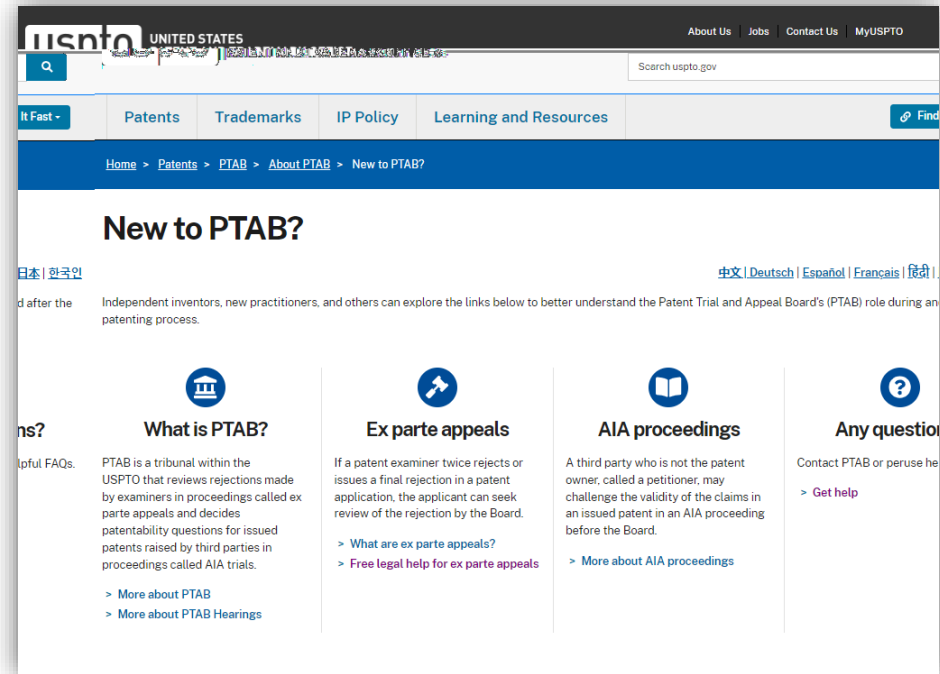 uspto UNITED STATES
About Us Jobs Contact Us MyUSPTO
Search uspto.gov
It Fast
Patents Trademarks IP Policy Learning and Resources
Find
Home > Patents > PTAB > About PTAB > New to PTAB?
New to PTAB?
日本 | 한국인
中文 | Deutsch | Español | Français | हिंदी |
d after the
Independent inventors, new practitioners, and others can explore the links below to better understand the Patent Trial and Appeal Board's (PTAB) role during an
patenting process.
ns?
lpful FAQs.
What is PTAB?
PTAB is a tribunal within the
USPTO that reviews rejections made
by examiners in proceedings called ex
parte appeals and decides
patentability questions for issued
patents raised by third parties in
proceedings called AIA trials.
> More about PTAB
> More about PTAB Hearings
Ex parte appeals
If a patent examiner twice rejects or
issues a final rejection in a patent
application, the applicant can seek
review of the rejection by the Board.
> What are ex parte appeals?
> Free legal help for ex parte appeals
AIA proceedings
A third party who is not the patent
owner, called a petitioner, may
challenge the validity of the claims in
an issued patent in an AIA proceeding
before the Board.
> More about AIA proceedings
Any question
Contact PTAB or peruse he
> Get help